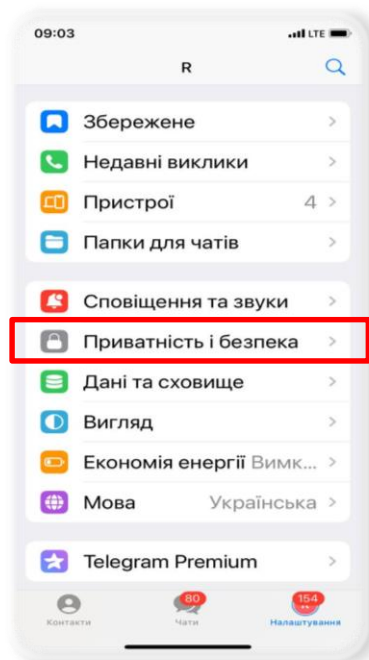 09:03 LTE
R
Збережене
Недавні виклики
Пристрої 4
Папки для чатів
Сповіщення та звуки
Приватність і безпека
Дані та сховище
Вигляд
Економія енергії Вимк...
Мова Українська
Telegram Premium
80 154
Контакти Чати Налаштування